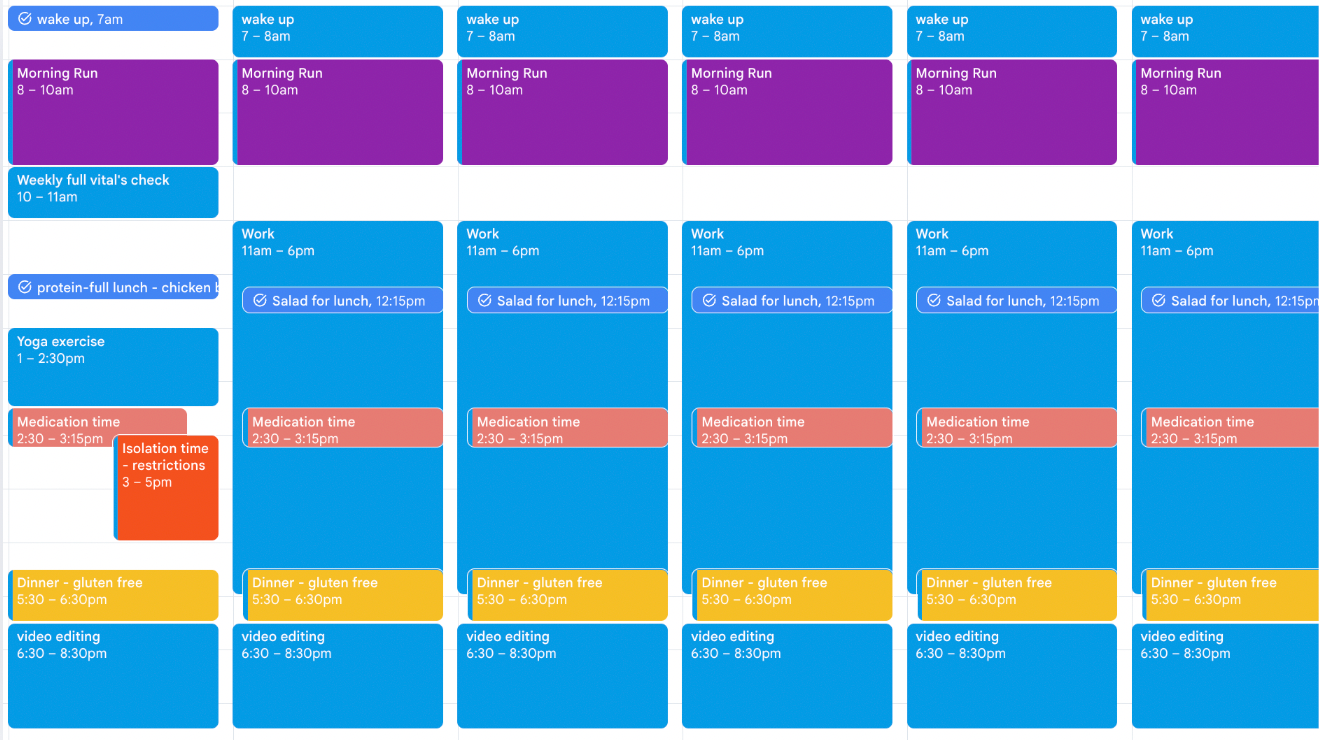 wake up, 7am
Morning Run
8 – 10am
Weekly full vital's check
10 – 11am
protein-full lunch - chicken
Yoga exercise
1 – 2:30pm
Medication time
2:30 – 3:15pm
Isolation time
- restrictions
3 – 5pm
Dinner - gluten free
5:30 – 6:30pm
video editing
6:30 – 8:30pm
wake up
7 – 8am
Morning Run
8 – 10am
Work
11am – 6pm
Salad for lunch, 12:15pm
Medication time
2:30 – 3:15pm
Dinner - gluten free
5:30 – 6:30pm
video editing
6:30 – 8:30pm
wake up
7 – 8am
Morning Run
8 – 10am
Work
11am – 6pm
Salad for lunch, 12:15pm
Medication time
2:30 – 3:15pm
Dinner - gluten free
5:30 – 6:30pm
video editing
6:30 – 8:30pm
wake up
7 – 8am
Morning Run
8 – 10am
Work
11am – 6pm
Salad for lunch, 12:15pm
Medication time
2:30 – 3:15pm
Dinner - gluten free
5:30 – 6:30pm
video editing
6:30 – 8:30pm
wake up
7 – 8am
Morning Run
8 – 10am
Work
11am – 6pm
Salad for lunch, 12:15pm
Medication time
2:30 – 3:15pm
Dinner - gluten free
5:30 – 6:30pm
video editing
6:30 – 8:30pm
wake up
7 – 8am
Morning Run
8 – 10am
Work
11am – 6pm
Salad for lunch, 12:15pm
Medication time
2:30 – 3:15pm
Dinner - gluten free
5:30 – 6:30pm
video editing
6:30 – 8:30pm